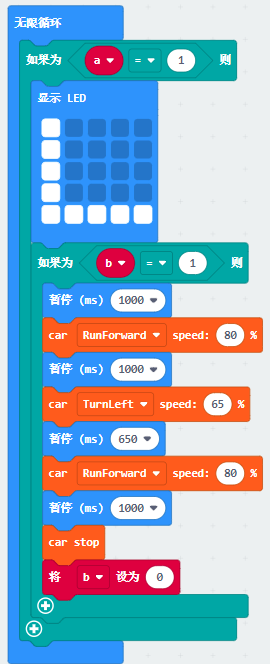 无限循环
如果为 a = 1 则
显示 LED
如果为 b = 1 则
暂停 (ms) 1000
car RunForward speed: 80 %
暂停 (ms) 1000
car TurnLeft speed: 65 %
暂停 (ms) 650
car RunForward speed: 80 %
暂停 (ms) 1000
car stop
将 b 设为 0